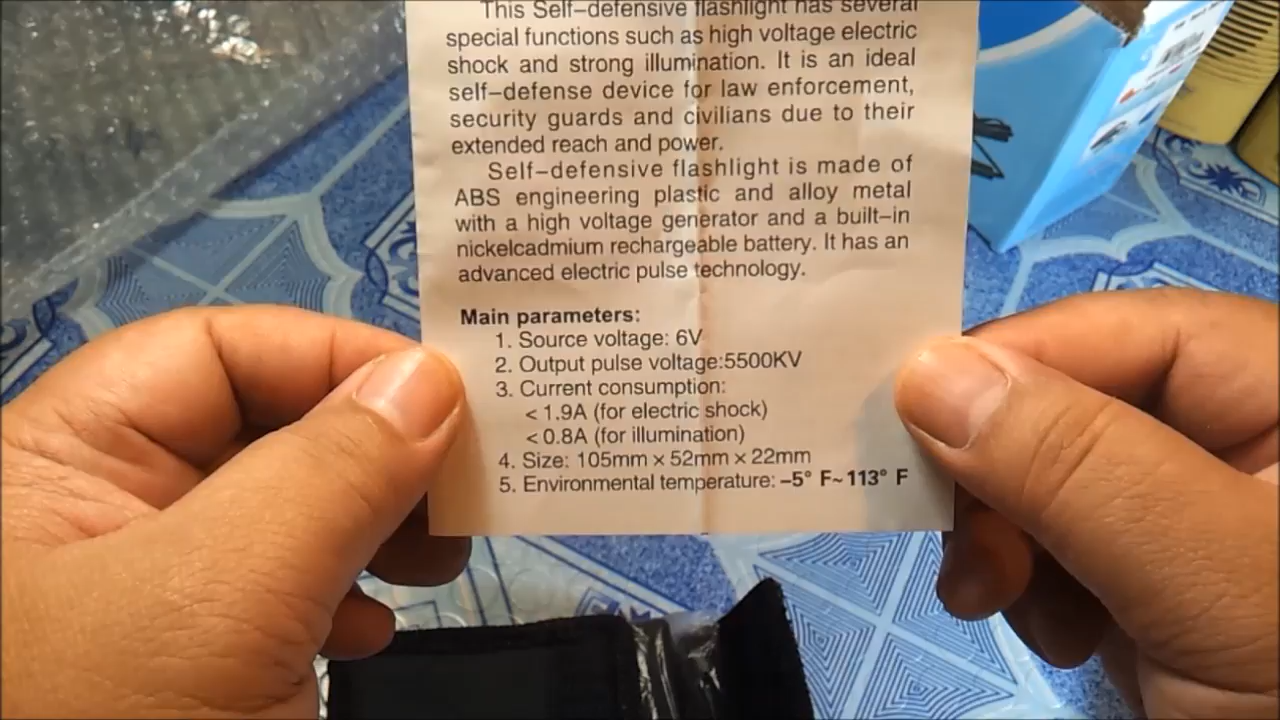 This Self–defensive flashlight has several
special functions such as high voltage electric
shock and strong illumination. It is an ideal
self–defense device for law enforcement,
security guards and civilians due to their
extended reach and power.
Self–defensive flashlight is made of
ABS engineering plastic and alloy metal
with a high voltage generator and a built–in
nickelcadmium rechargeable battery. It has an
advanced electric pulse technology.
Main parameters:
1. Source voltage: 6V
2. Output pulse voltage:5500KV
3. Current consumption:
< 1.9A (for electric shock)
< 0.8A (for illumination)
4. Size: 105mm × 52mm × 22mm
5. Environmental temperature: –5° F~ 113° F